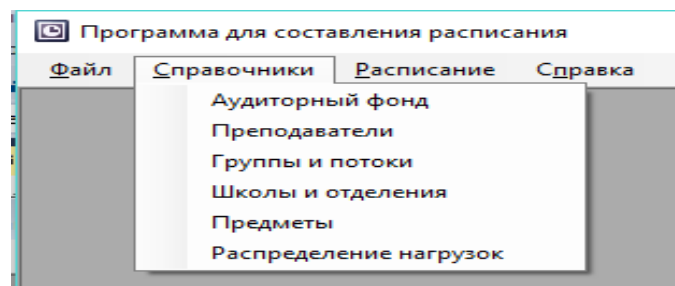 Программа для составления расписания
Файл Справочники Расписание Справка
Аудиторный фонд
Преподаватели
Группы и потоки
Школы и отделения
Предметы
Распределение нагрузок